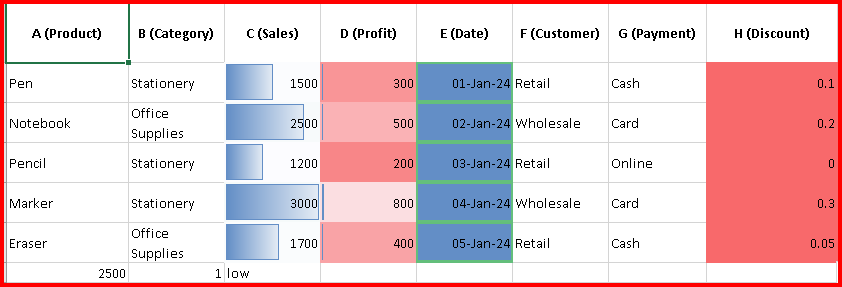 A (Product) B (Category) C (Sales) D (Profit) E (Date) F (Customer) G (Payment) H (Discount)
Pen Stationery 1500 300 01-Jan-24 Retail Cash 0.1
Notebook Office Supplies 2500 500 02-Jan-24 Wholesale Card 0.2
Pencil Stationery 1200 200 03-Jan-24 Retail Online 0
Marker Stationery 3000 800 04-Jan-24 Wholesale Card 0.3
Eraser Office Supplies 1700 400 05-Jan-24 Retail Cash 0.05
2500 1 low